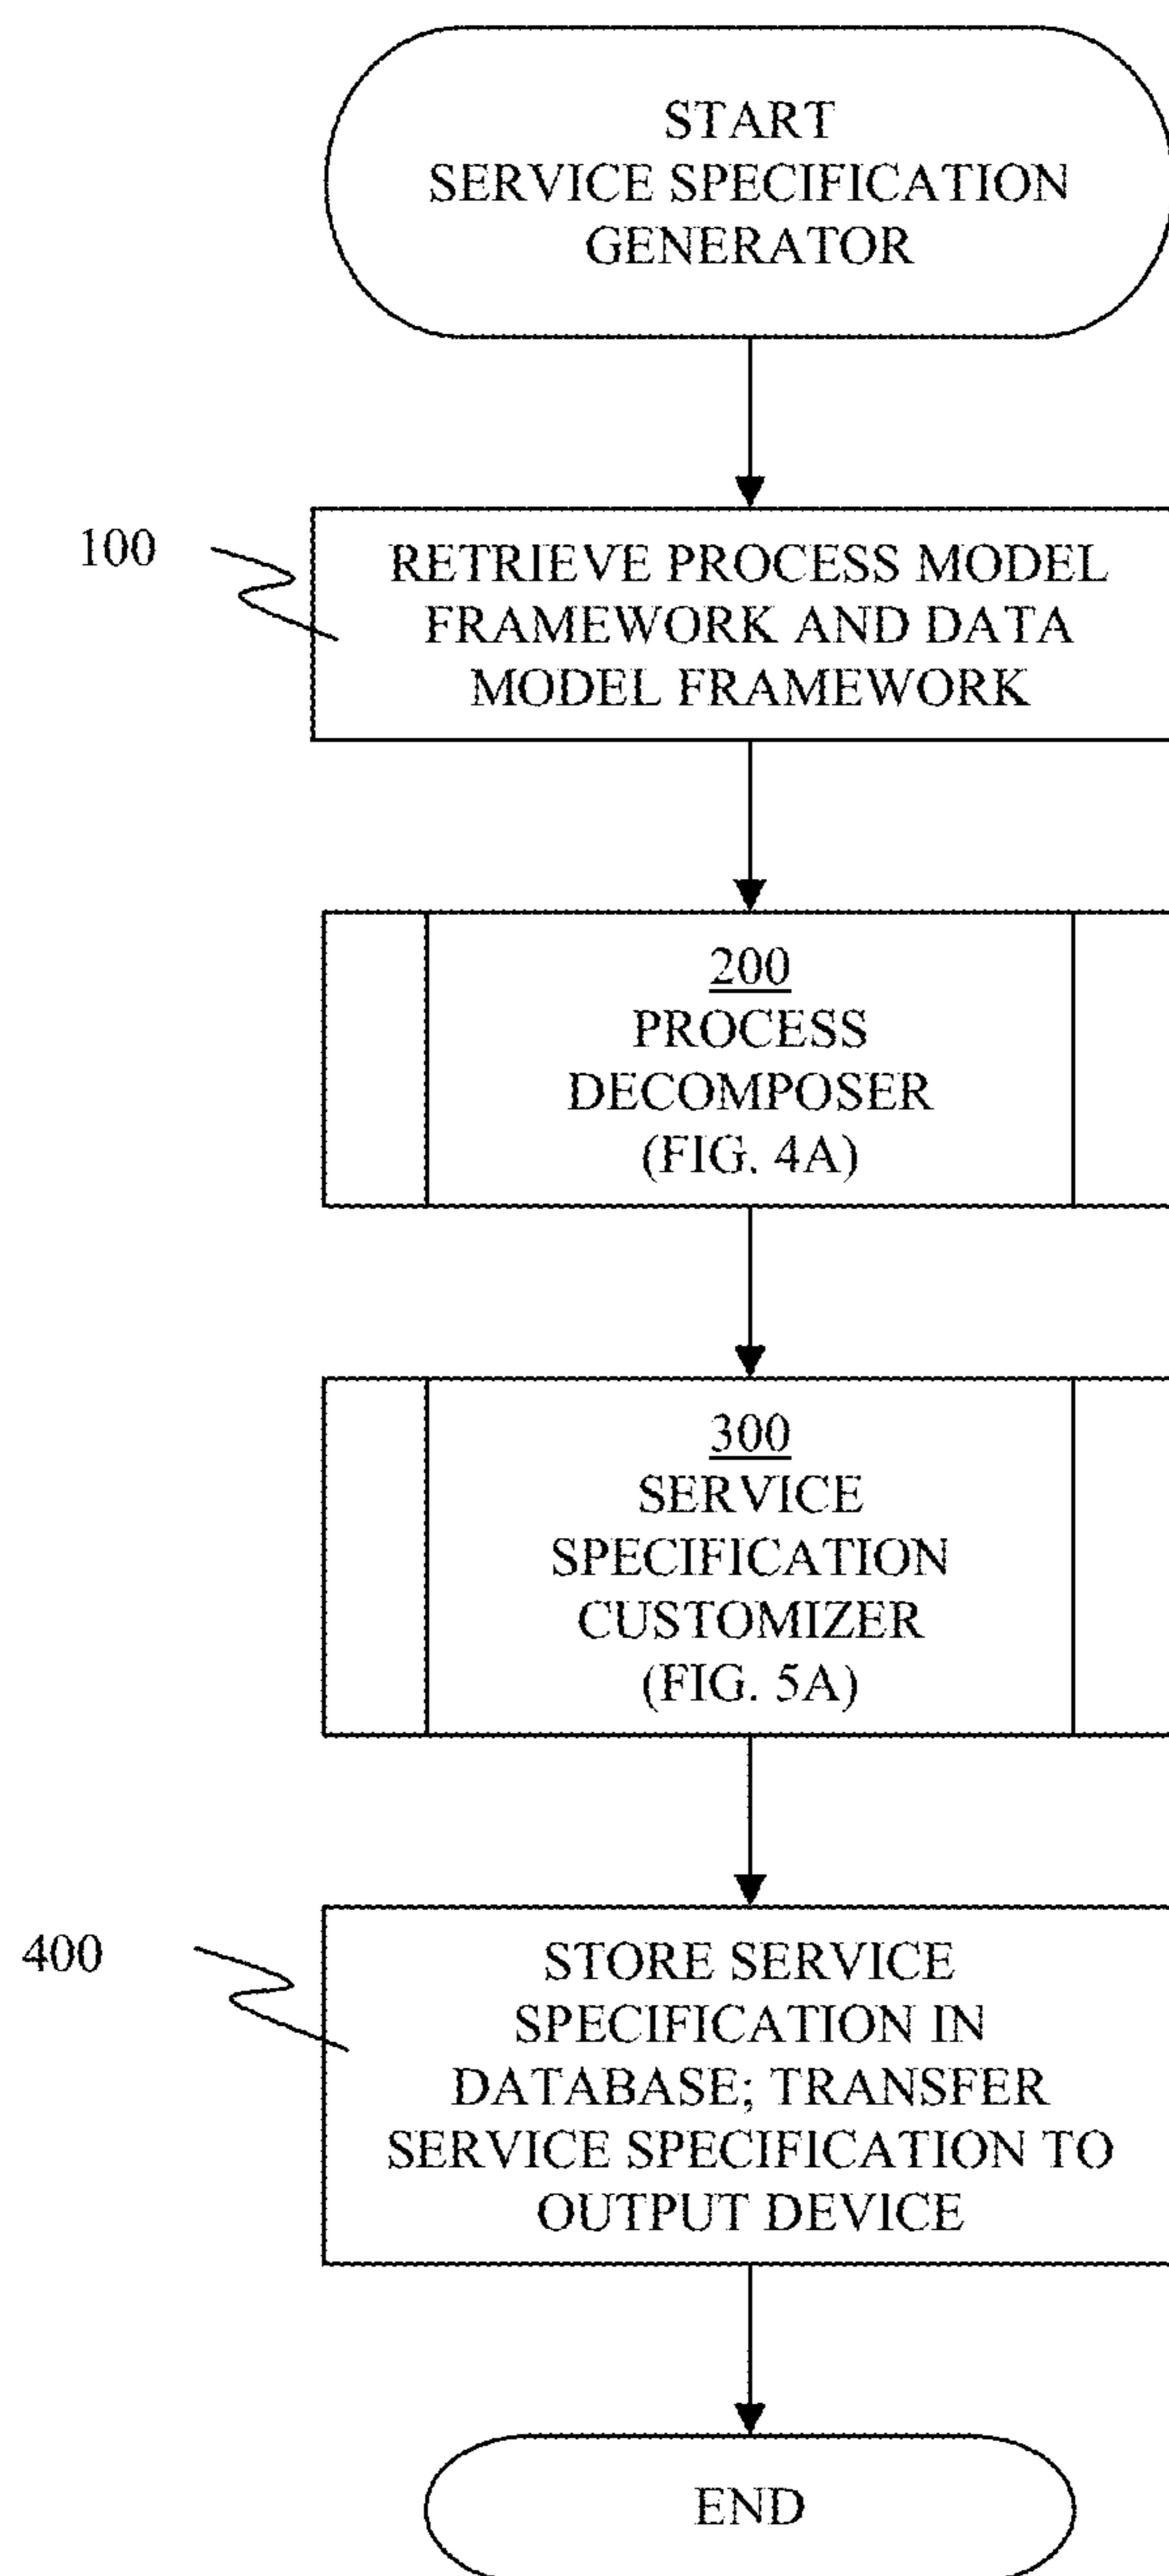 START
SERVICE SPECIFICATION
GENERATOR
100
RETRIEVE PROCESS MODEL
FRAMEWORK AND DATA
MODEL FRAMEWORK
200
PROCESS
DECOMPOSER
(FIG. 4A)
300
SERVICE
SPECIFICATION
CUSTOMIZER
(FIG. 5A)
400
STORE SERVICE
SPECIFICATION IN
DATABASE; TRANSFER
SERVICE SPECIFICATION TO
OUTPUT DEVICE
END